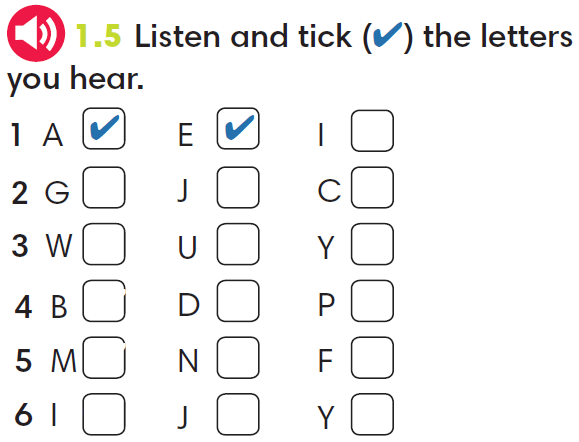 1.5 Listen and tick (✔) the letters
you hear.
1 A ✔ E ✔ I
2 G J C
3 W U Y
4 B D P
5 M N F
6 I J Y